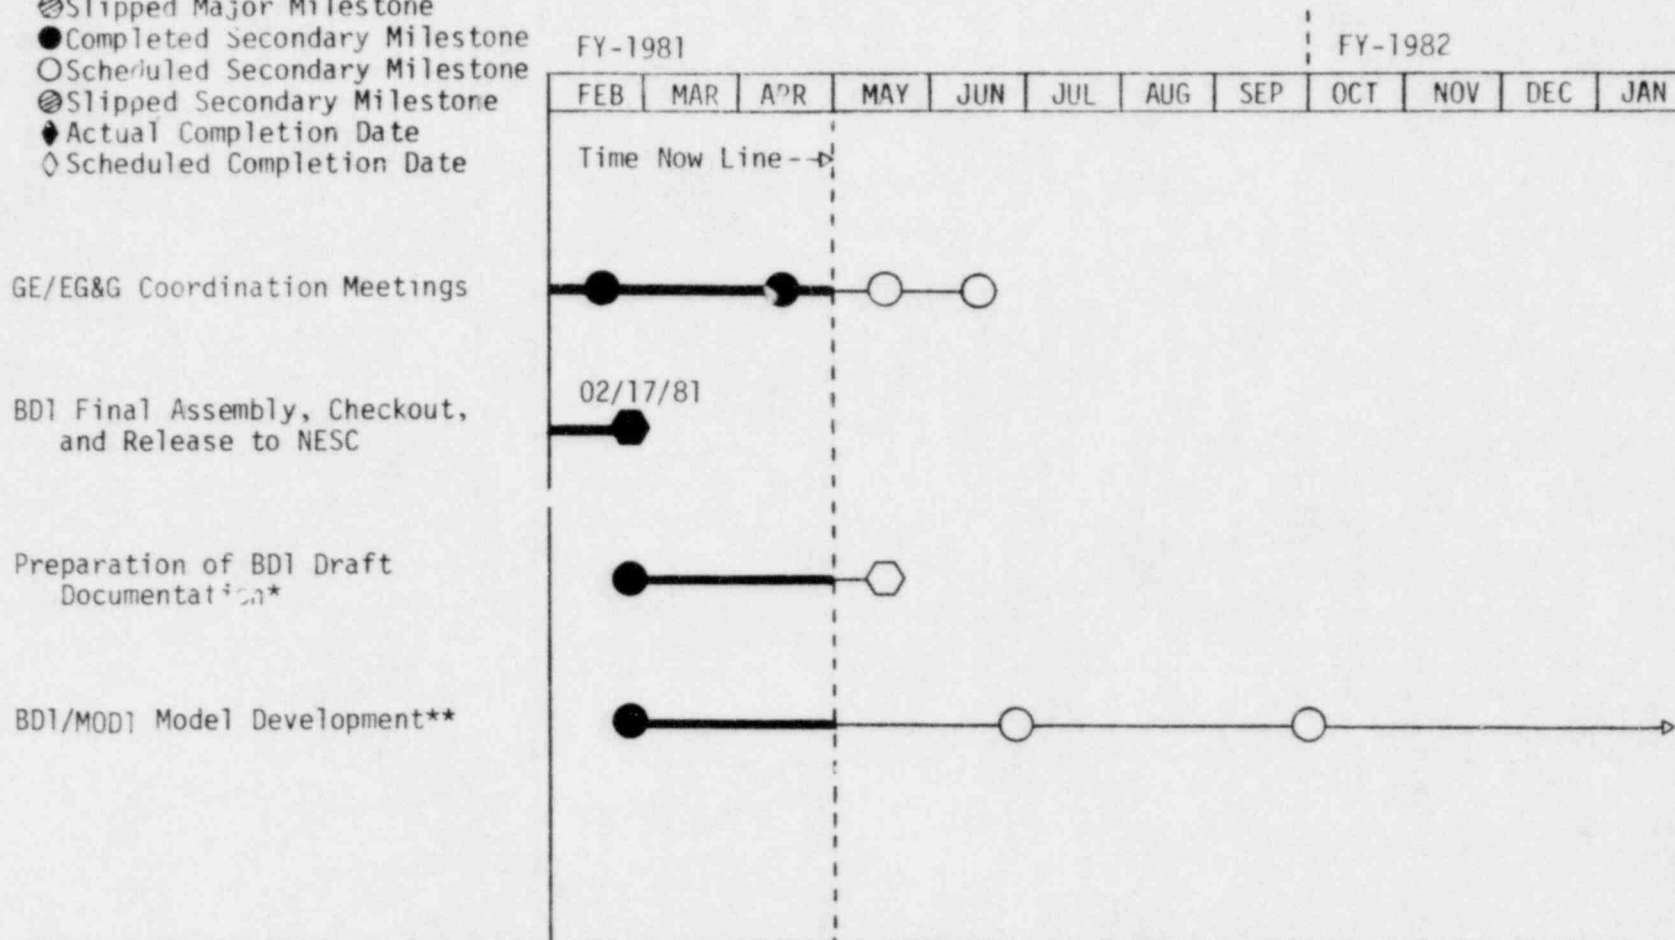 Slipped Major Milestone
Completed Secondary Milestone
Scheduled Secondary Milestone
Slipped Secondary Milestone
Actual Completion Date
Scheduled Completion Date
FY-1981
FY-1982
FEB MAR APR MAY JUN JUL AUG SEP OCT NOV DEC JAN
Time Now Line
GE/EG&G Coordination Meetings
02/17/81
BD1 Final Assembly, Checkout,
and Release to NESC
Preparation of BD1 Draft
Documentation*
BD1/MOD1 Model Development**